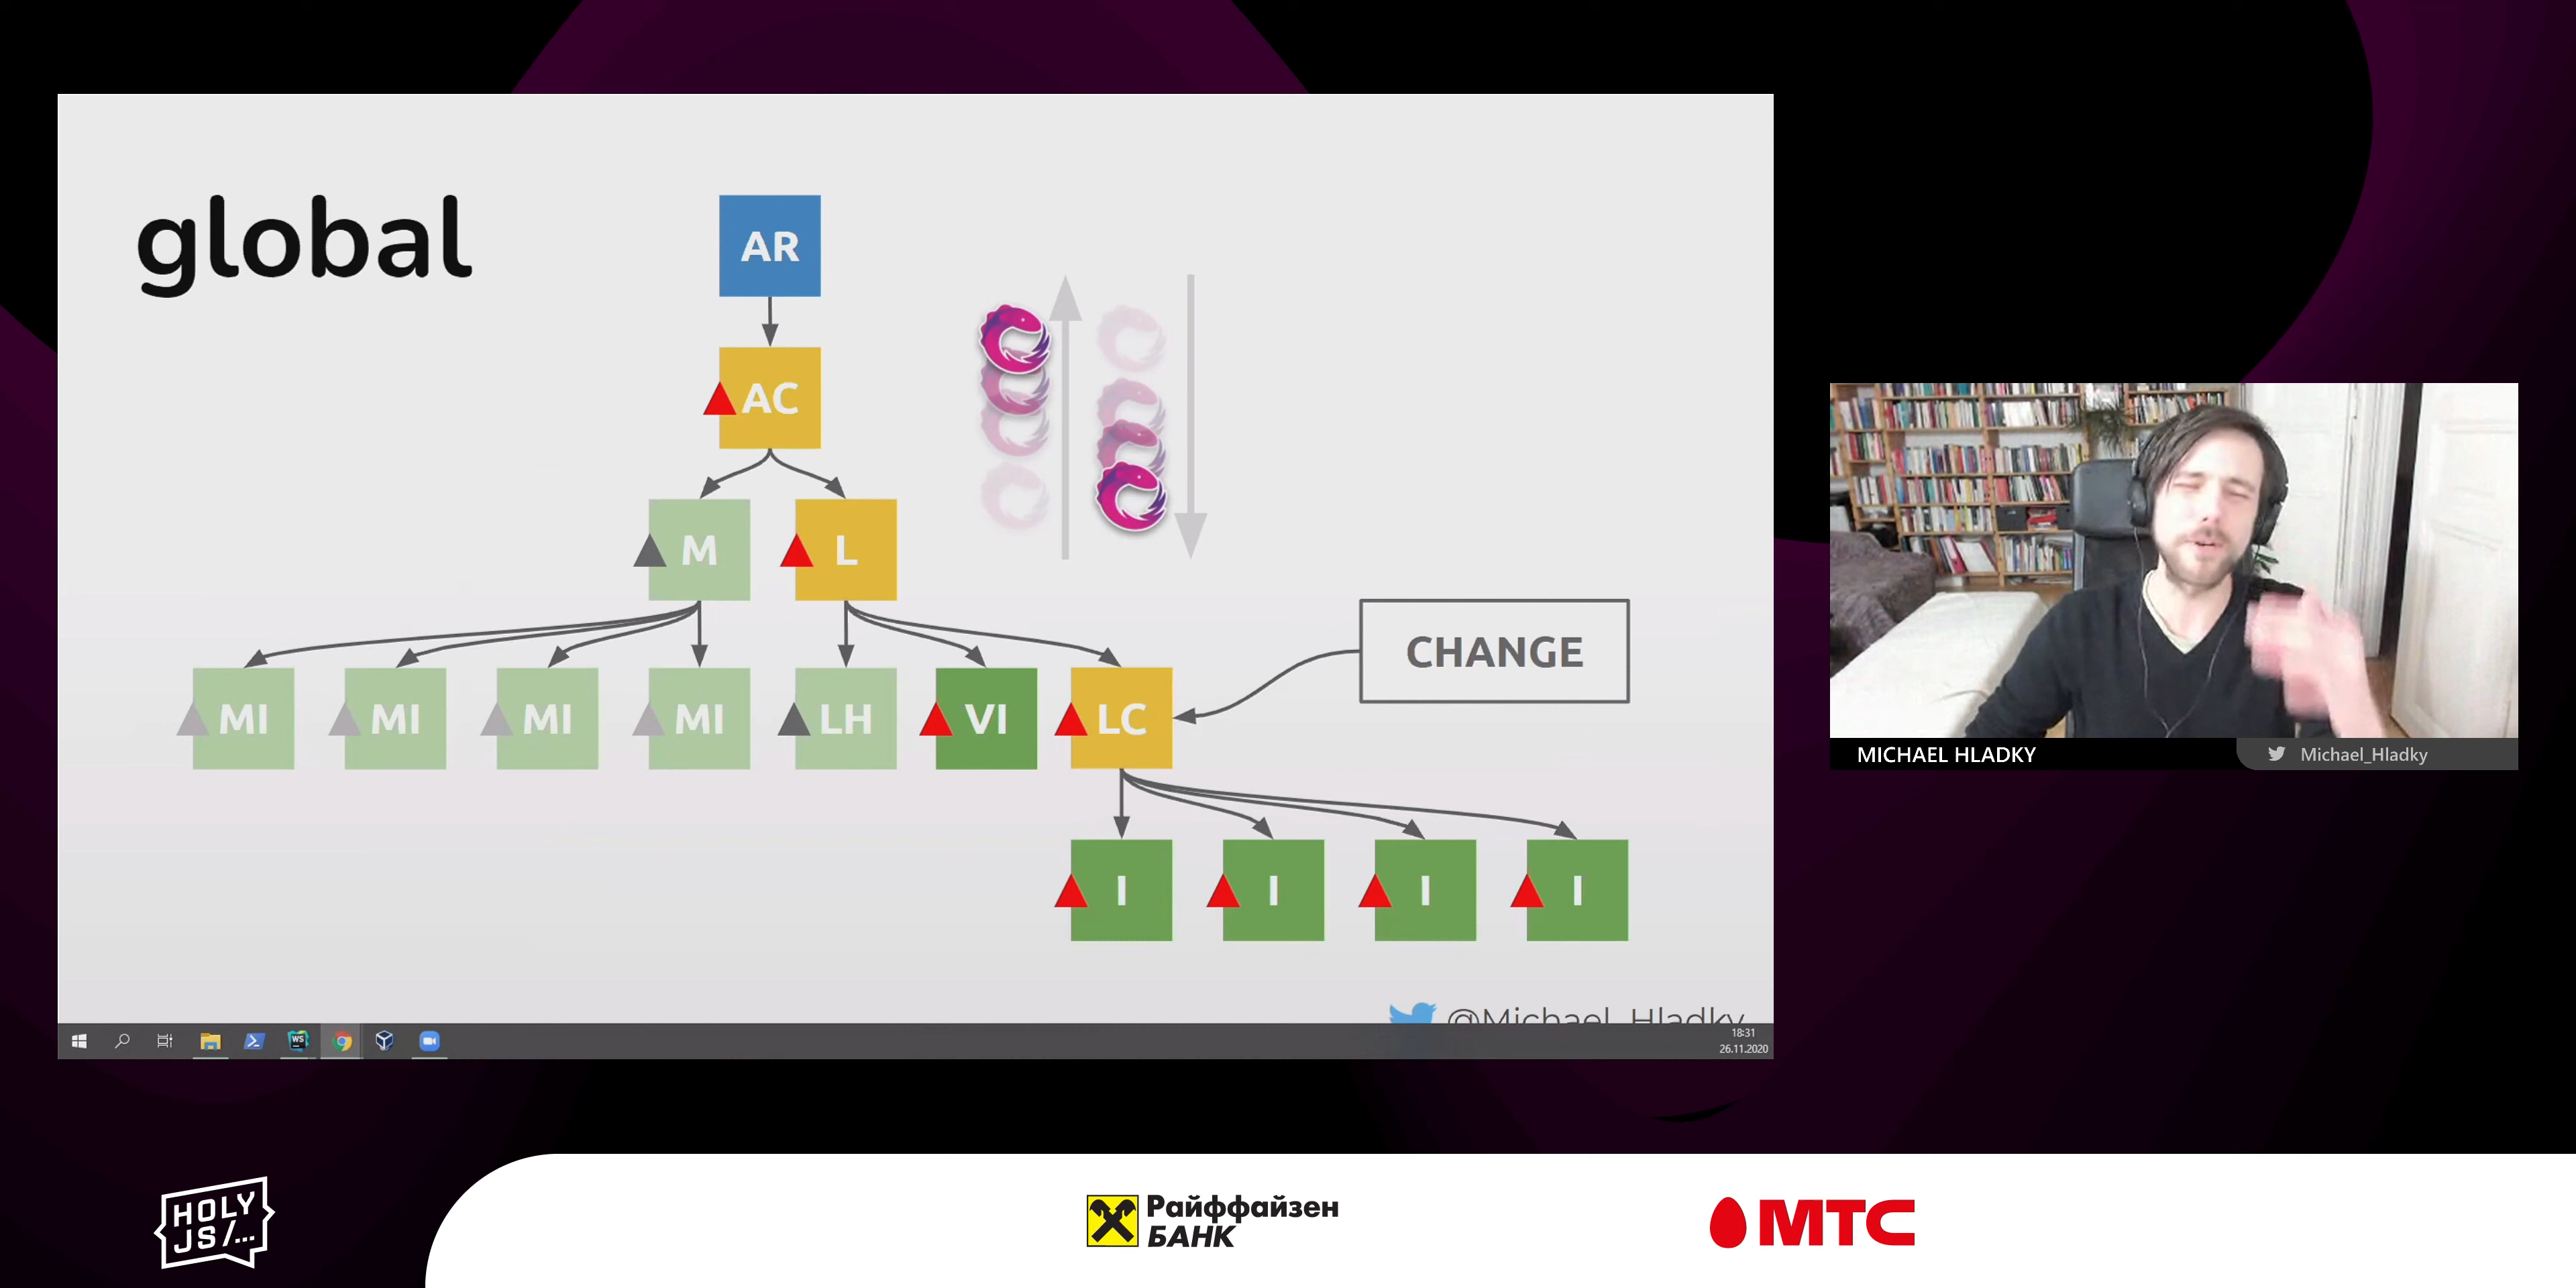 global
AR
AC
M
L
MI
MI
MI
MI
LH
VI
LC
CHANGE
I
I
I
I
@Michael_Hladky
WS
18:31
26.11.2020
MICHAEL HLADKY
Michael_Hladky
HOLY
JS/...
Райффайзен
БАНК
МТС